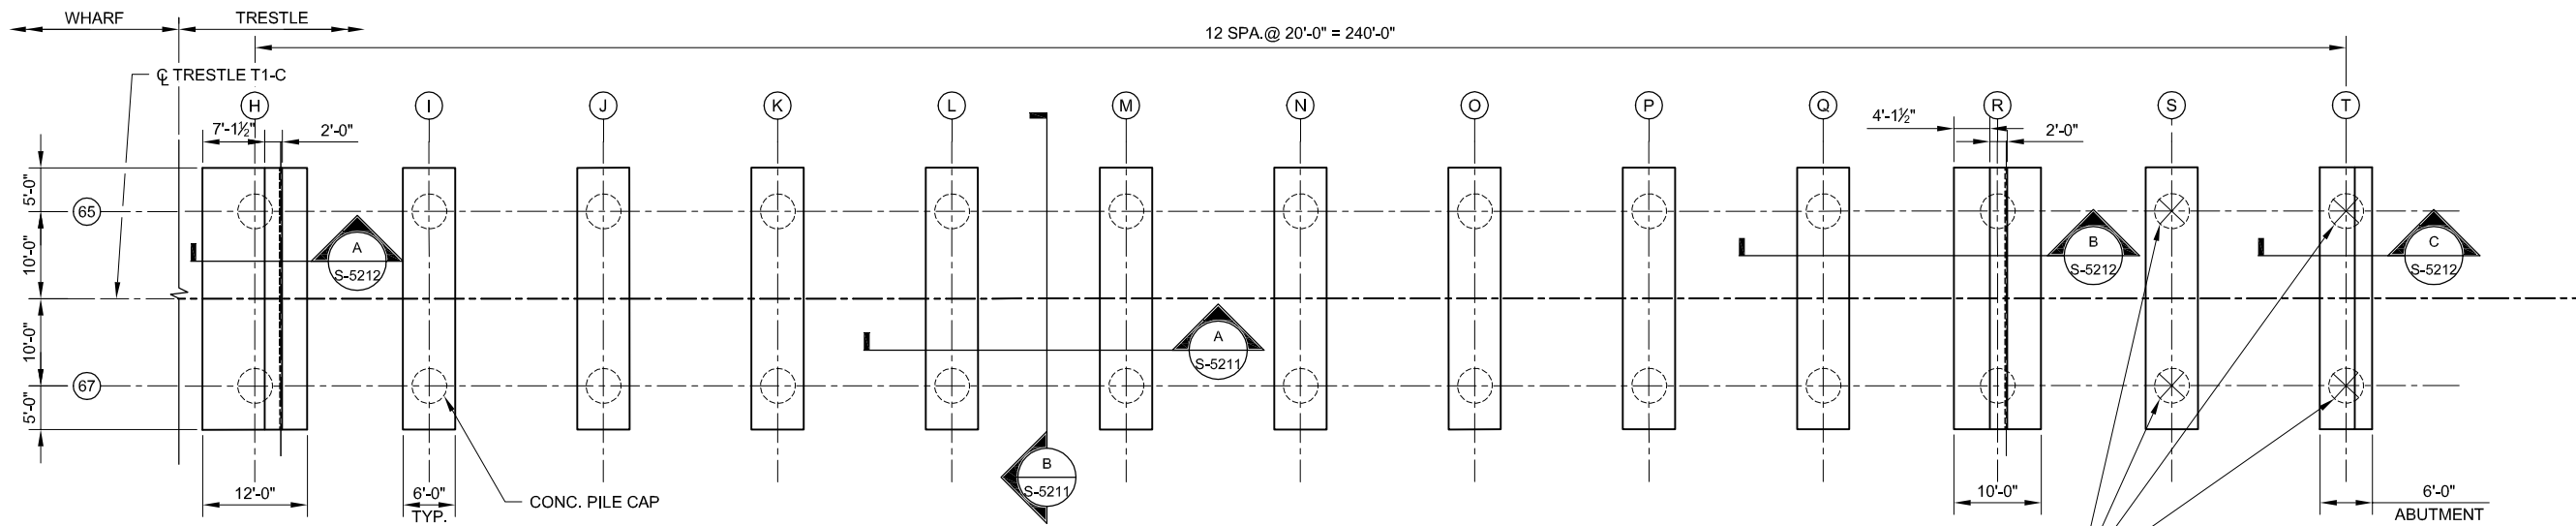 WHARF TRESTLE
12 SPA.@ 20'-0" = 240'-0"
℄ TRESTLE T1-C
H I J K L M N O P Q R S T
7'-1½" 2'-0" 4'-1½" 2'-0"
5'-0"
65
10'-0"
A
S-5212
B
S-5212
C
S-5212
10'-0"
A
S-5211
67
5'-0"
B
S-5211
12'-0" 6'-0" CONC. PILE CAP 10'-0" 6'-0"
TYP. ABUTMENT